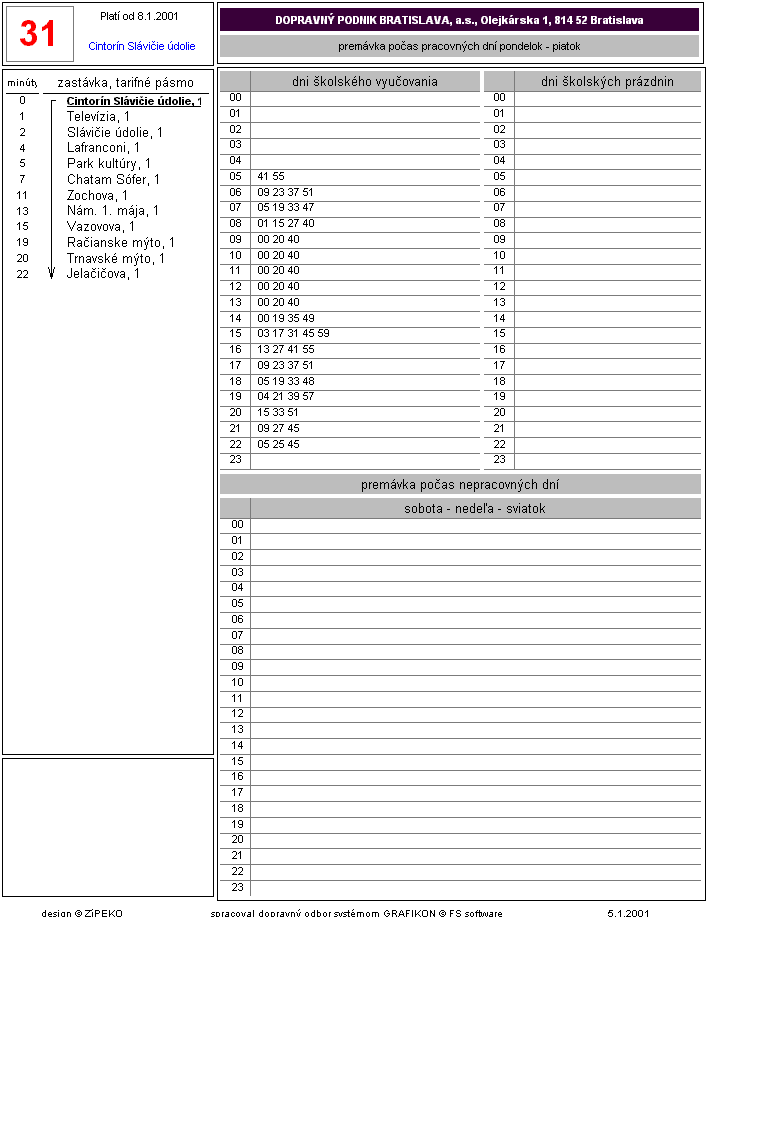 31
Platí od 8.1.2001
Cintorín Slávičie údolie
DOPRAVNÝ PODNIK BRATISLAVA, a.s., Olejkárska 1, 814 52 Bratislava
premávka počas pracovných dní pondelok - piatok
minúty zastávka, tarifné pásmo
0 Cintorín Slávičie údolie, 1
1 Televízia, 1
2 Slávičie údolie, 1
4 Lafranconi, 1
5 Park kultúry, 1
7 Chatam Sófer, 1
11 Zochova, 1
13 Nám. 1. mája, 1
15 Vazovova, 1
19 Račianske mýto, 1
20 Trnavské mýto, 1
22 Jelačičova, 1
dni školského vyučovania
00
01
02
03
04
05 41 55
06 09 23 37 51
07 05 19 33 47
08 01 15 27 40
09 00 20 40
10 00 20 40
11 00 20 40
12 00 20 40
13 00 20 40
14 00 19 35 49
15 03 17 31 45 59
16 13 27 41 55
17 09 23 37 51
18 05 19 33 48
19 04 21 39 57
20 15 33 51
21 09 27 45
22 05 25 45
23
dni školských prázdnin
00
01
02
03
04
05
06
07
08
09
10
11
12
13
14
15
16
17
18
19
20
21
22
23
premávka počas nepracovných dní
sobota - nedeľa - sviatok
00
01
02
03
04
05
06
07
08
09
10
11
12
13
14
15
16
17
18
19
20
21
22
23
design © ZiPEKO spracoval dopravný odbor systémom GRAFIKON © FS software 5.1.2001